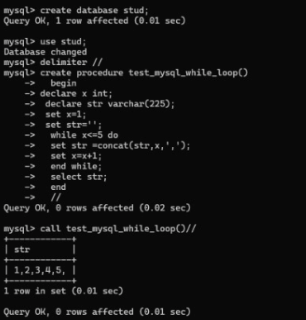 mysql> create database stud;
Query OK, 1 row affected (0.01 sec)
mysql> use stud;
Database changed
mysql> delimiter //
mysql> create procedure test_mysql_while_loop()
-> begin
-> declare x int;
-> declare str varchar(225);
-> set x=1;
-> set str='';
-> while x<=5 do
-> set str =concat(str,x,',');
-> set x=x+1;
-> end while;
-> select str;
-> end
-> //
Query OK, 0 rows affected (0.02 sec)
mysql> call test_mysql_while_loop()//
+------------+
| str |
+------------+
| 1,2,3,4,5, |
+------------+
1 row in set (0.01 sec)
Query OK, 0 rows affected (0.01 sec)